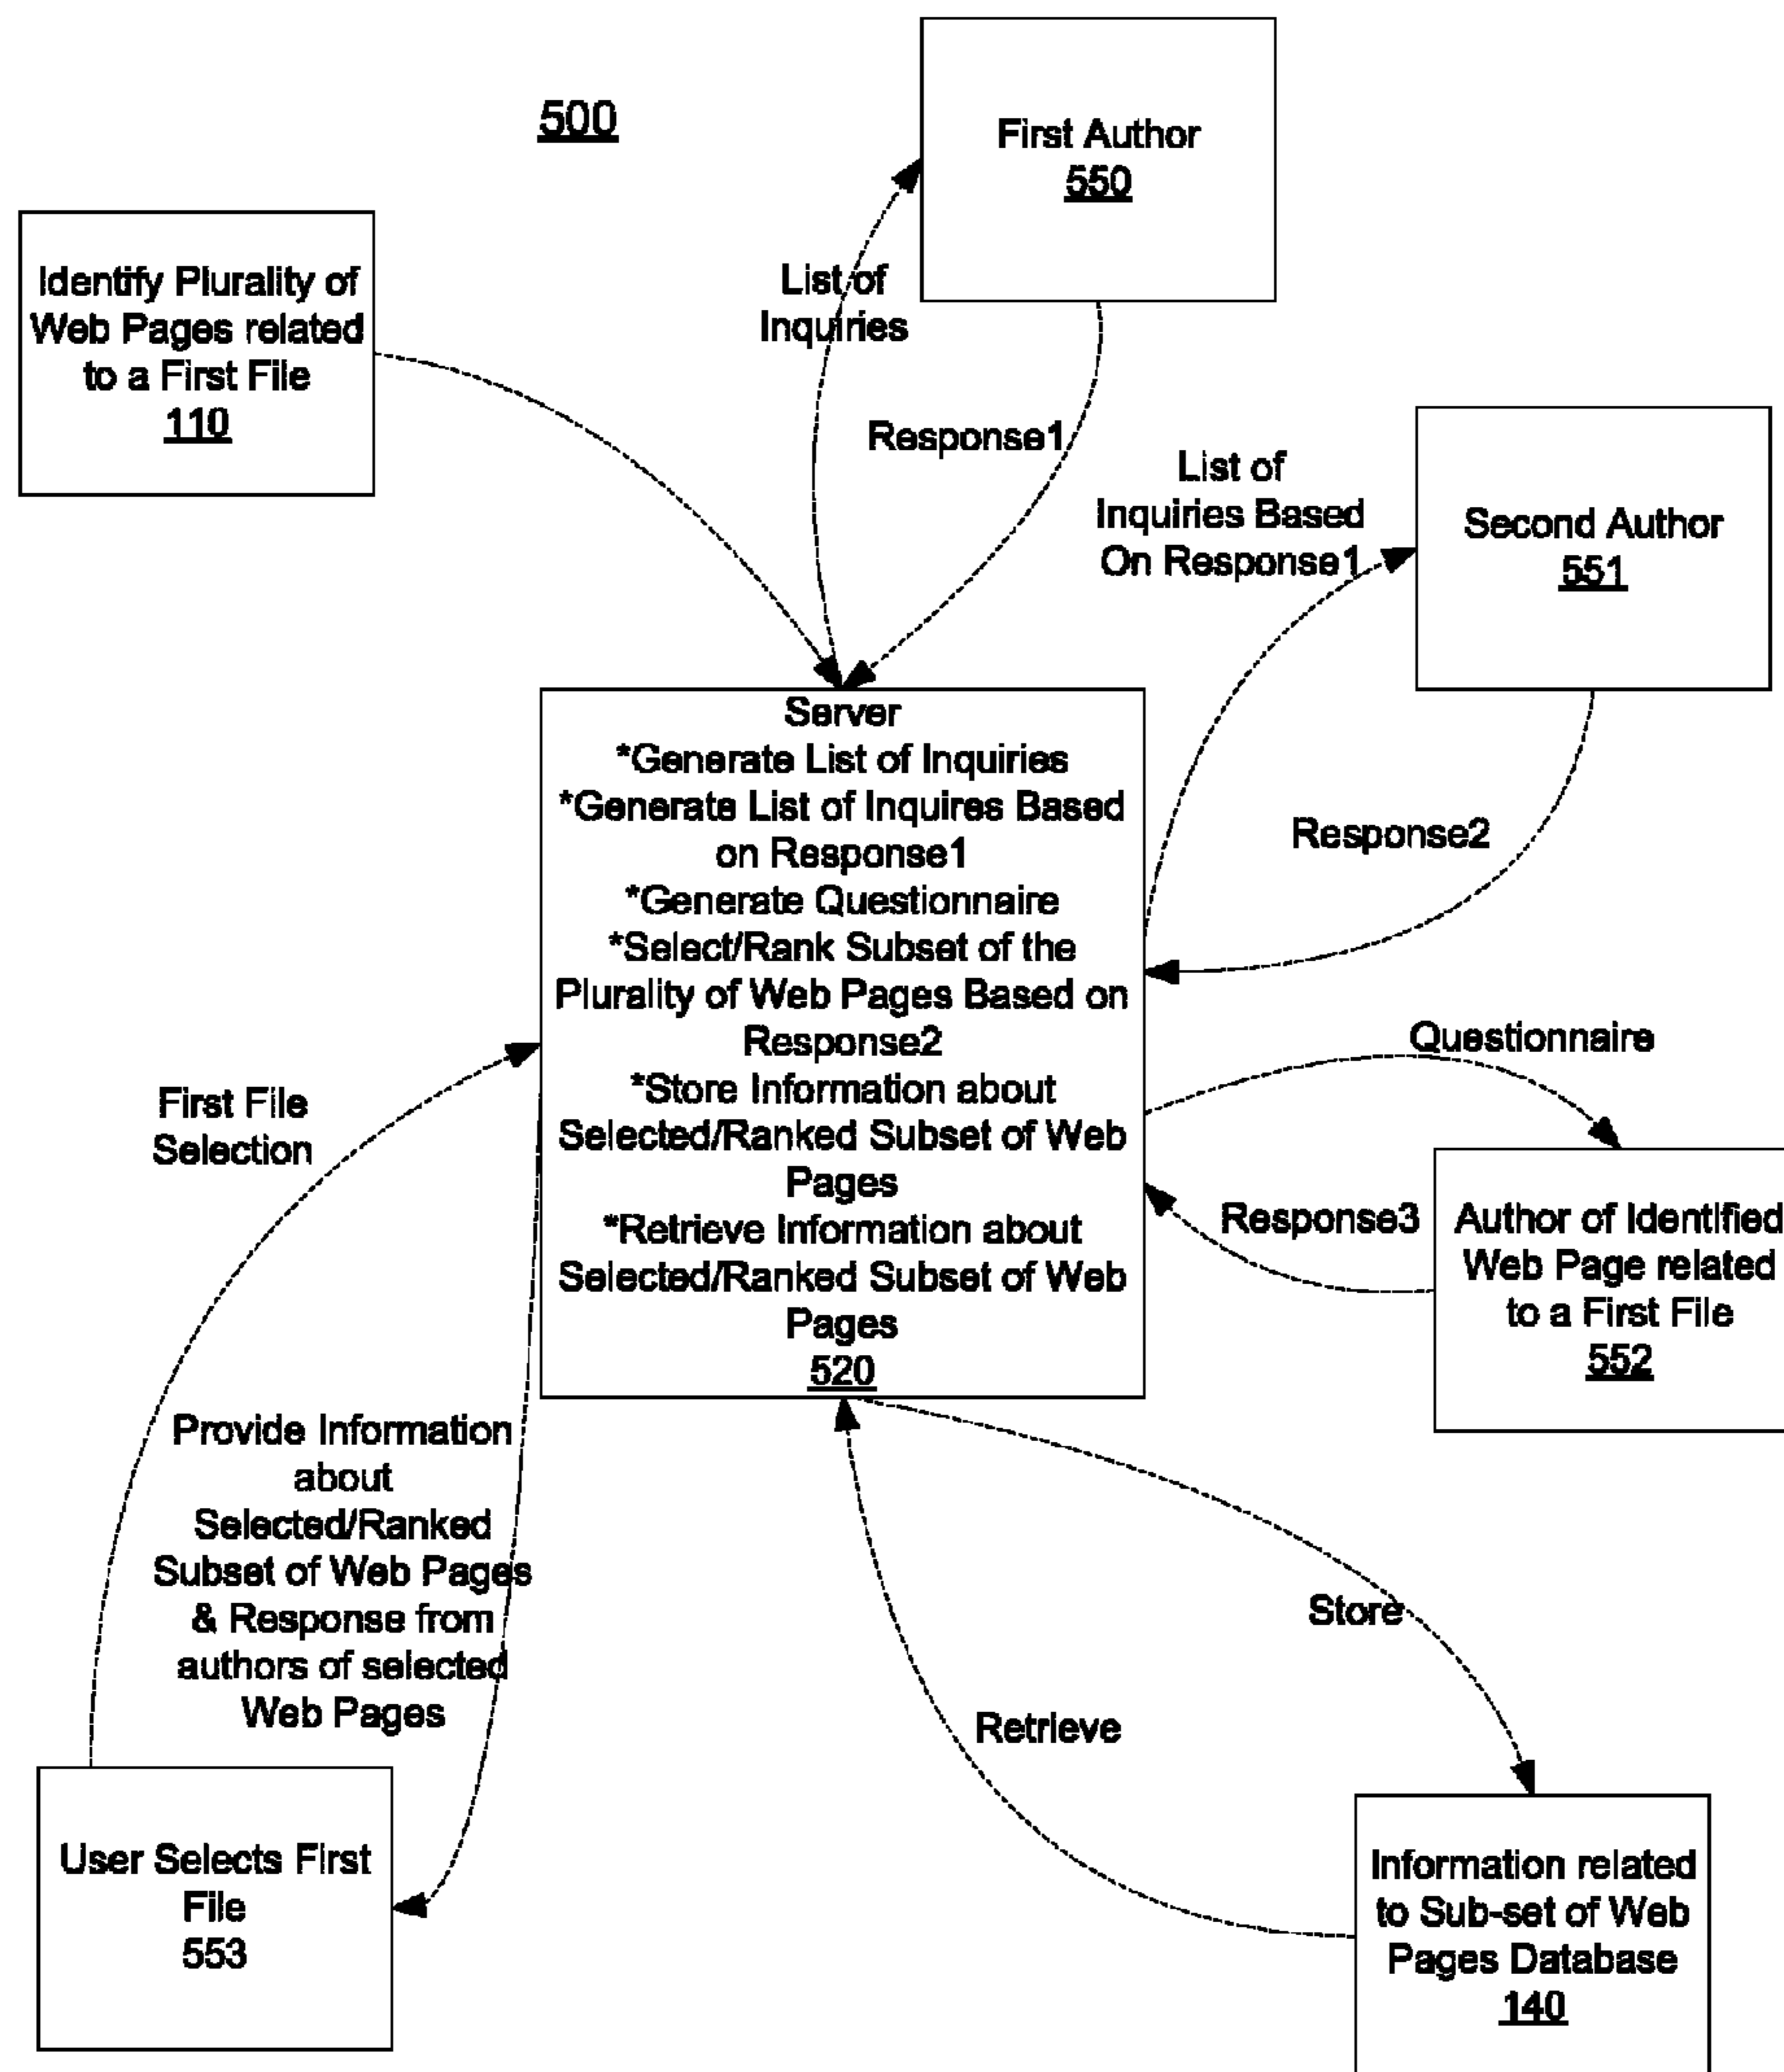 500
First Author
550
Identify Plurality of
Web Pages related
to a First File
110
List of
Inquiries
Response1
List of
Inquiries Based
On Response1
Second Author
551
Response2
Server
*Generate List of Inquiries
*Generate List of Inquires Based
on Response1
*Generate Questionnaire
*Select/Rank Subset of the
Plurality of Web Pages Based on
Response2
*Store Information about
Selected/Ranked Subset of Web
Pages
*Retrieve Information about
Selected/Ranked Subset of Web
Pages
520
Questionnaire
Response3
Author of Identified
Web Page related
to a First File
552
First File
Selection
Provide Information
about
Selected/Ranked
Subset of Web Pages
& Response from
authors of selected
Web Pages
Store
Retrieve
User Selects First
File
553
Information related
to Sub-set of Web
Pages Database
140